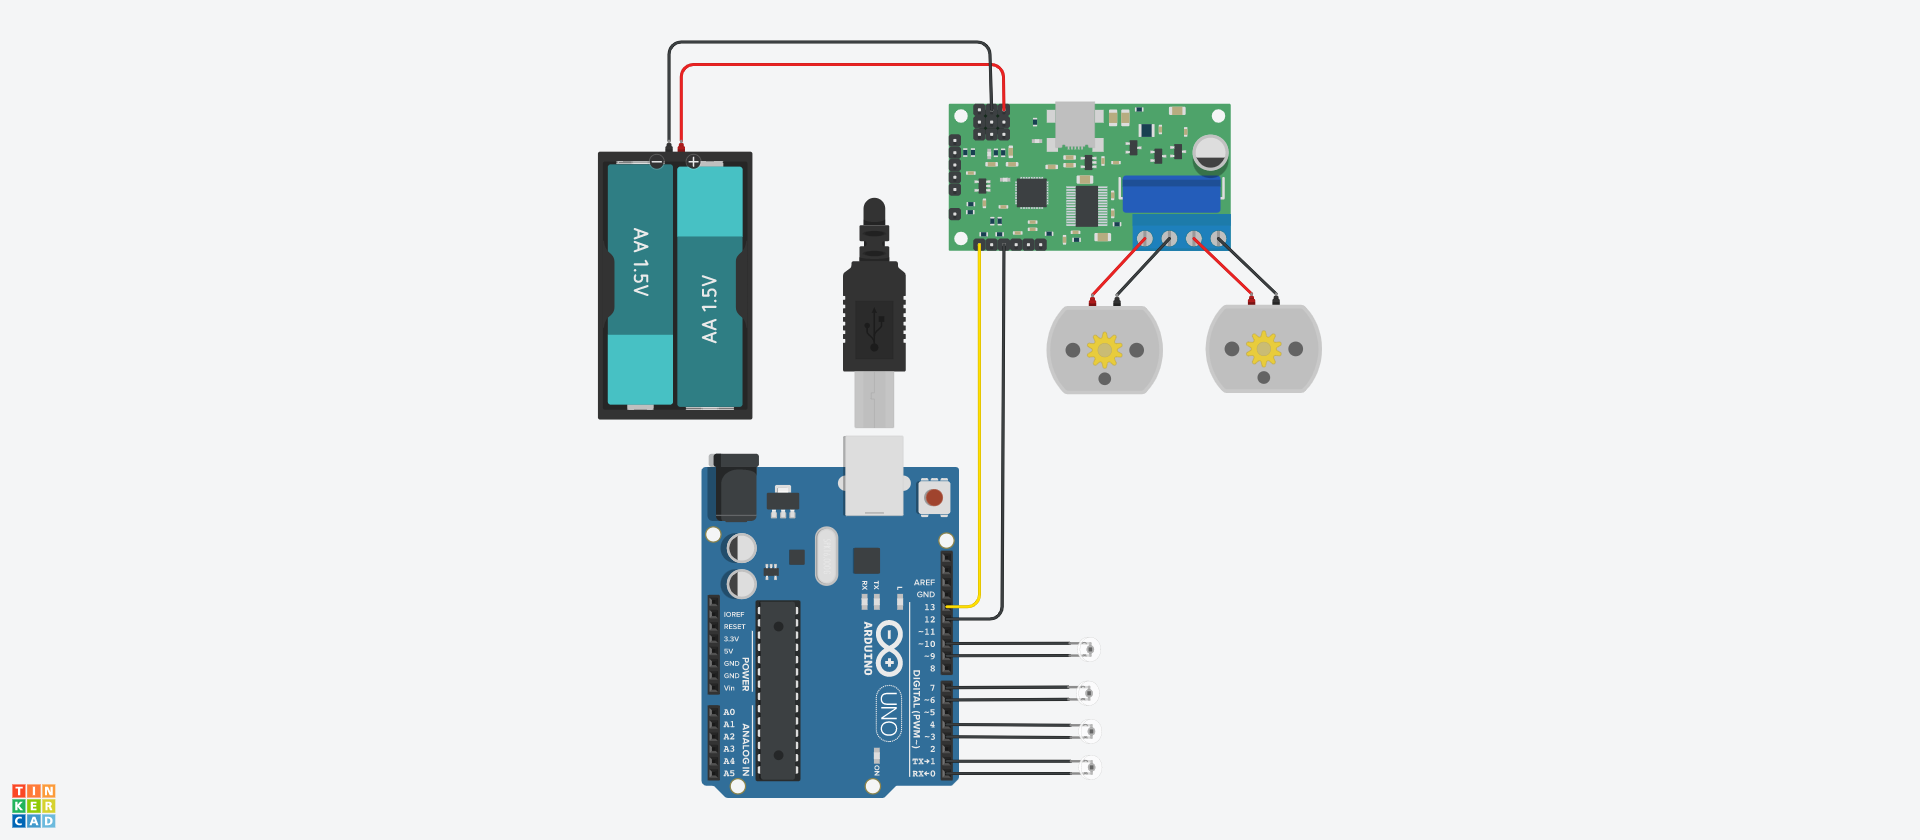 AA 1.5V
AA 1.5V
RX
TX
L
AREF
GND
13
12
~11
~10
~9
8
7
~6
~5
4
~3
2
TX→1
RX←0
DIGITAL (PWM~)
ARDUINO
UNO
ON
IOREF
RESET
3.3V
5V
GND
GND
Vin
POWER
A0
A1
A2
A3
A4
A5
ANALOG IN
TIN
KER
CAD